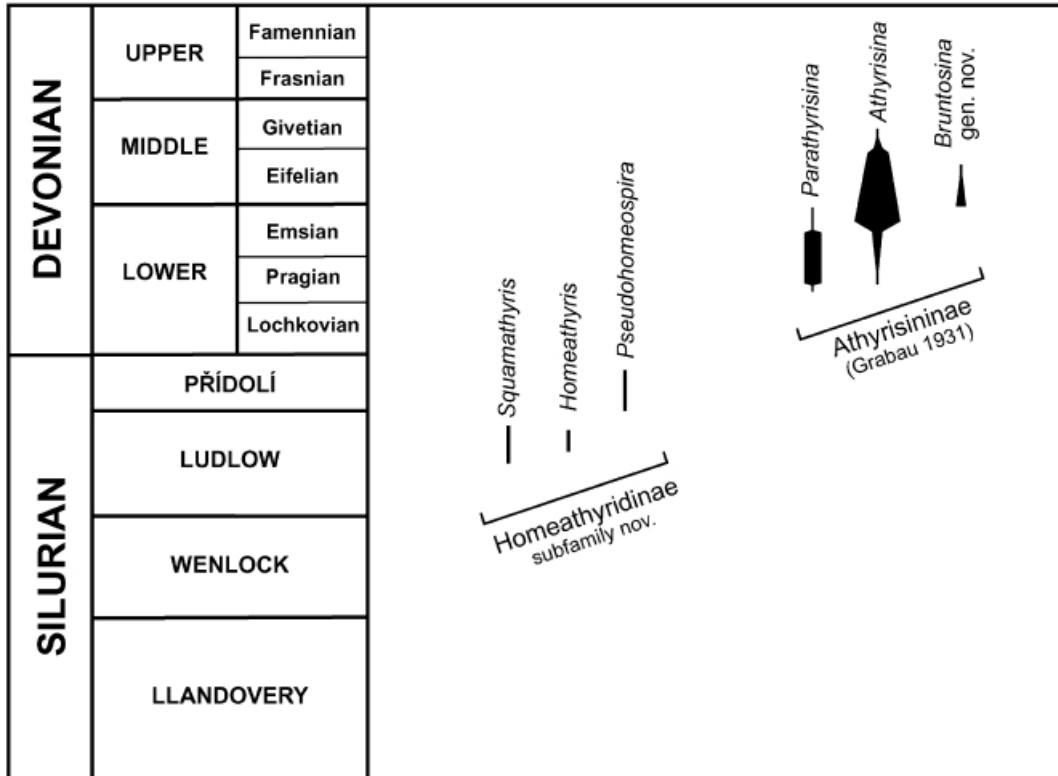 DEVONIAN
UPPER
Famennian
Frasnian
MIDDLE
Givetian
Eifelian
LOWER
Emsian
Pragian
Lochkovian
SILURIAN
PŘÍDOLÍ
LUDLOW
WENLOCK
LLANDOVERY
Squamathyris
Homeathyris
Pseudohomeospira
Homeathyridinae
subfamily nov.
Parathyrisina
Athyrisina
Bruntosina
gen. nov.
Athyrisininae
(Grabau 1931)